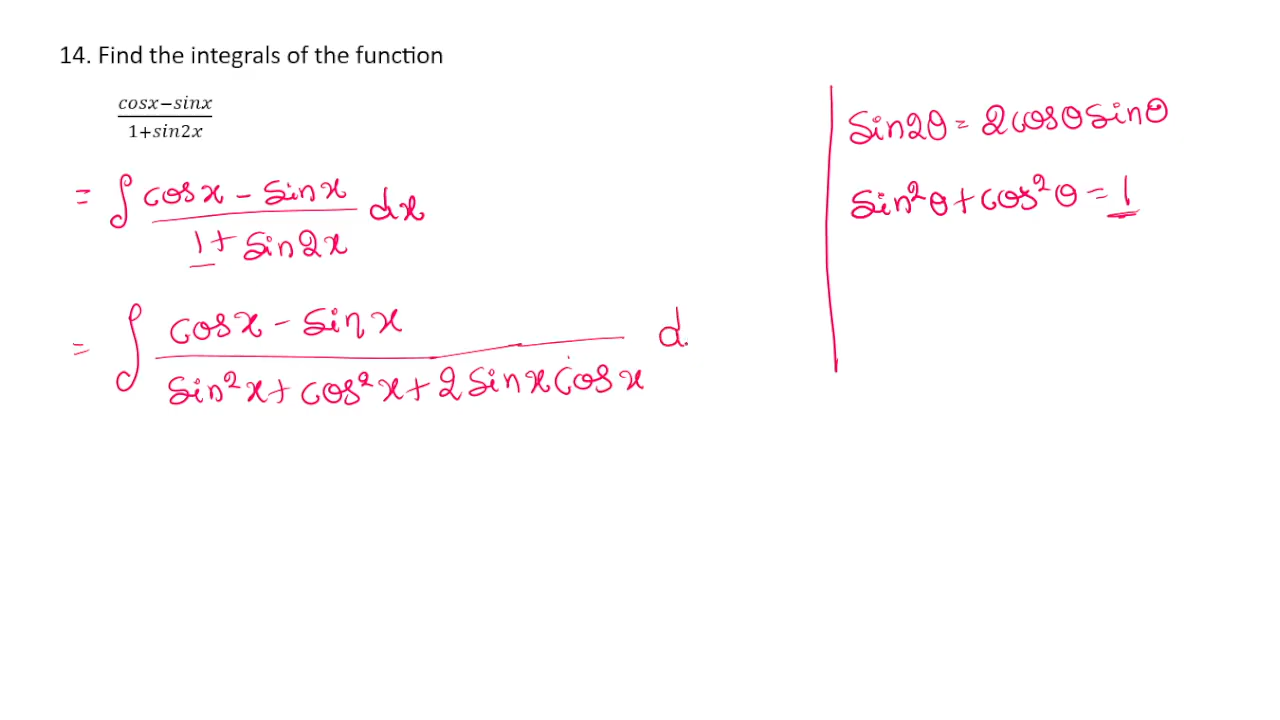 14. Find the integrals of the function
cosx−sinx
1+sin2x
= ∫ cosx - sinx dx
1 + sin2x
= ∫ cosx - sinx d
sin²x + cos²x + 2 sinx cosx
sin2θ = 2cosθsinθ
sin²θ + cos²θ = 1